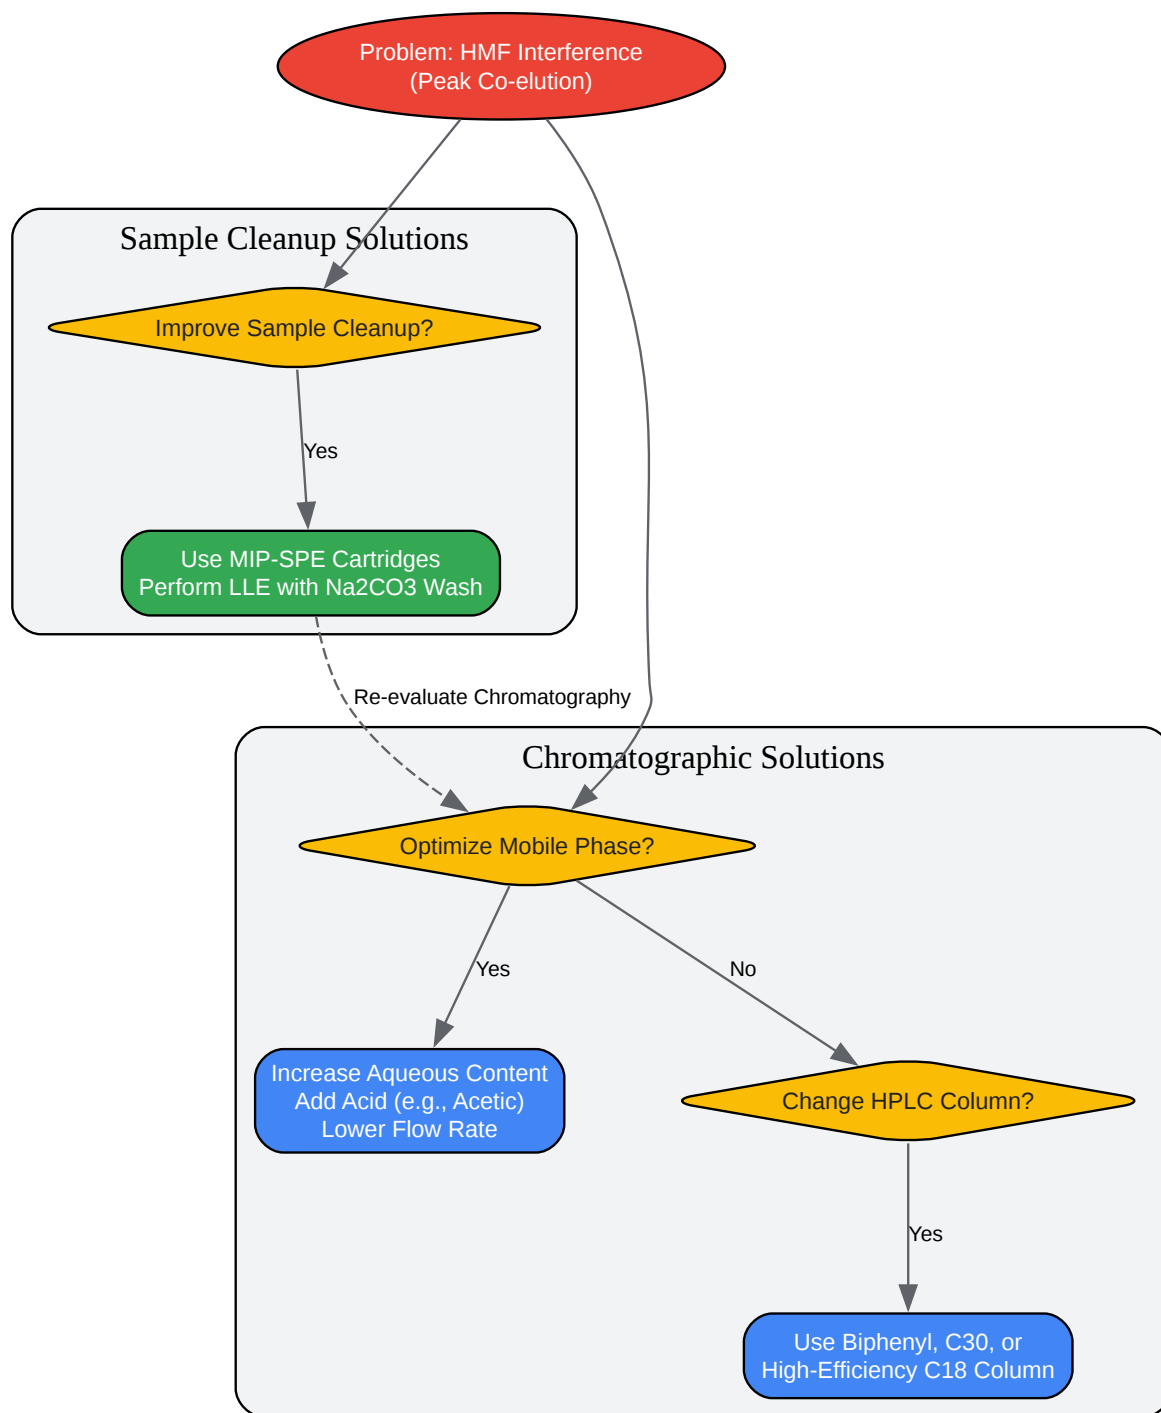 Problem: HMF Interference
(Peak Co-elution)
Sample Cleanup Solutions
Improve Sample Cleanup?
Yes
Use MIP-SPE Cartridges
Perform LLE with Na2CO3 Wash
Re-evaluate Chromatography
Chromatographic Solutions
Optimize Mobile Phase?
Yes
No
Increase Aqueous Content
Add Acid (e.g., Acetic)
Lower Flow Rate
Change HPLC Column?
Yes
Use Biphenyl, C30, or
High-Efficiency C18 Column